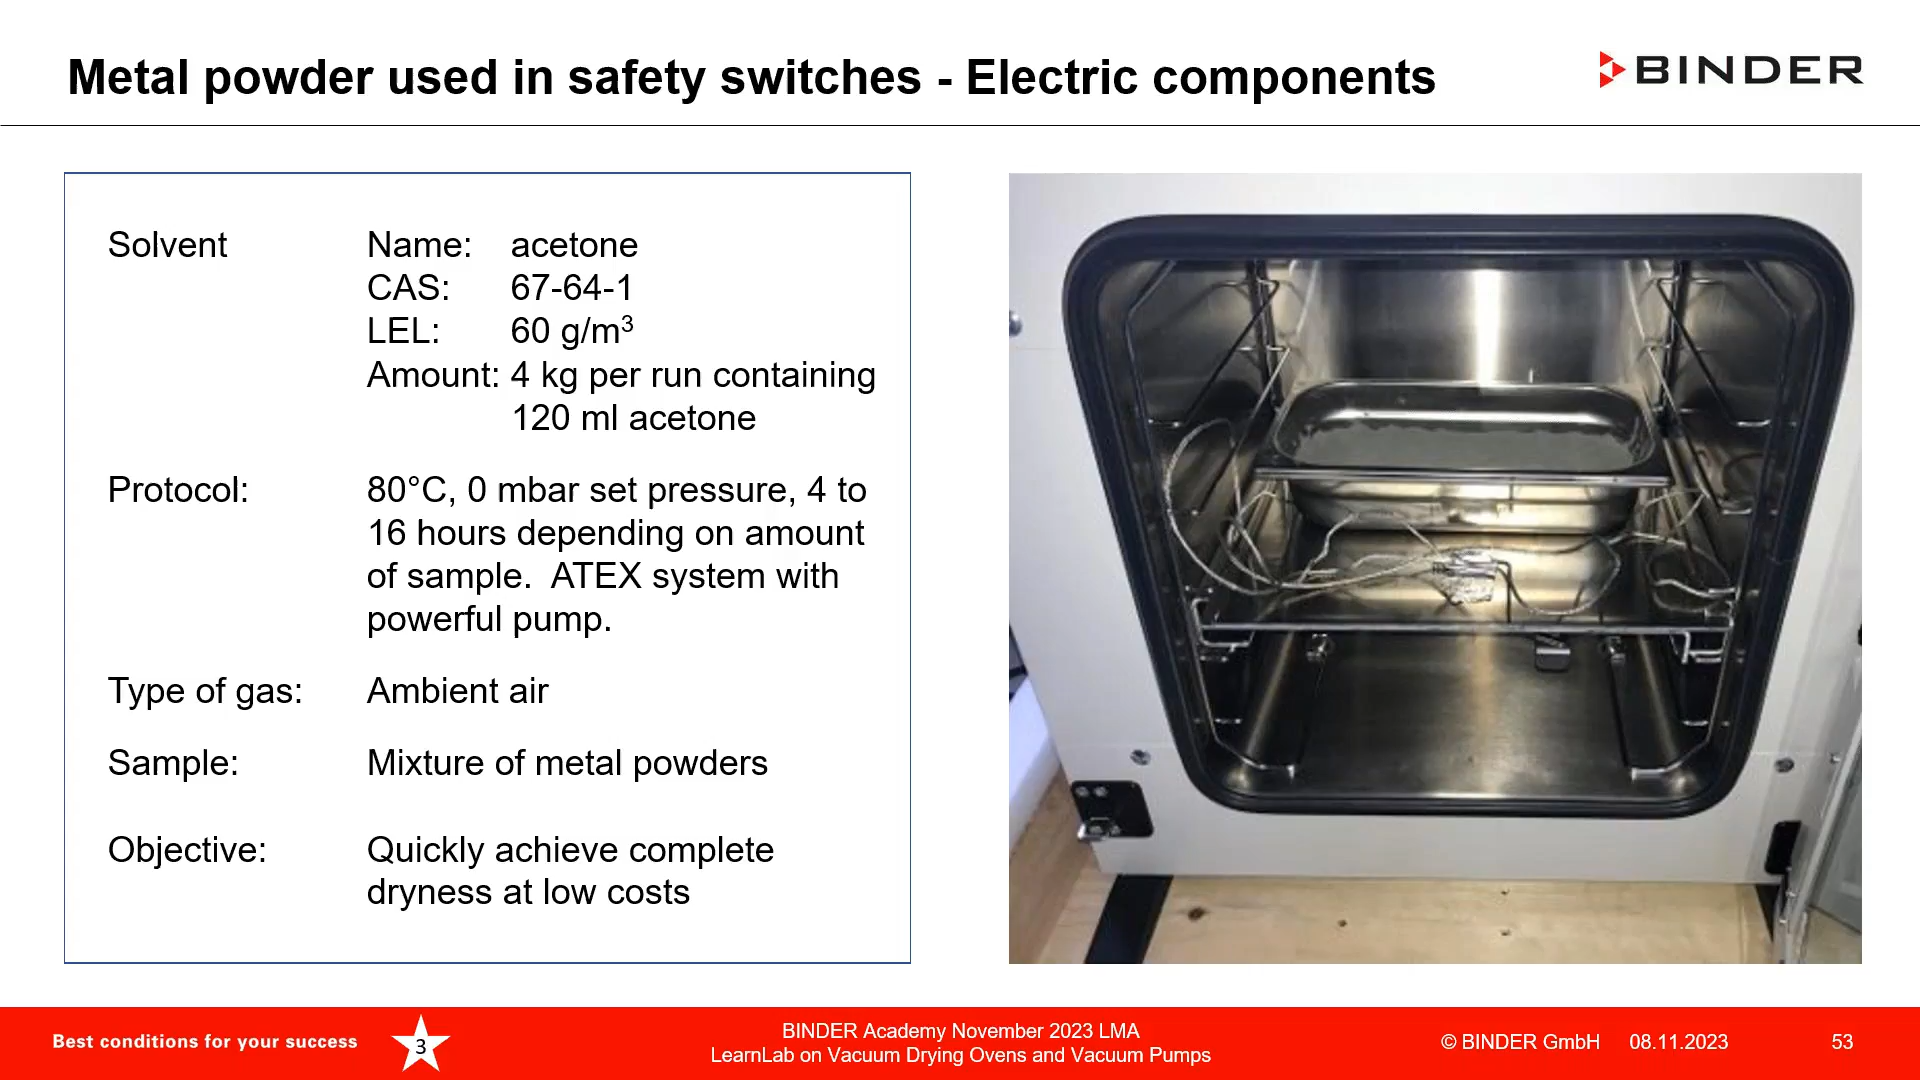 Metal powder used in safety switches - Electric components
BINDER
Solvent Name: acetone
CAS: 67-64-1
LEL: 60 g/m³
Amount: 4 kg per run containing
120 ml acetone
Protocol: 80°C, 0 mbar set pressure, 4 to
16 hours depending on amount
of sample.  ATEX system with
powerful pump.
Type of gas: Ambient air
Sample: Mixture of metal powders
Objective: Quickly achieve complete
dryness at low costs
Best conditions for your success
3
BINDER Academy November 2023 LMA
LearnLab on Vacuum Drying Ovens and Vacuum Pumps
© BINDER GmbH 08.11.2023 53